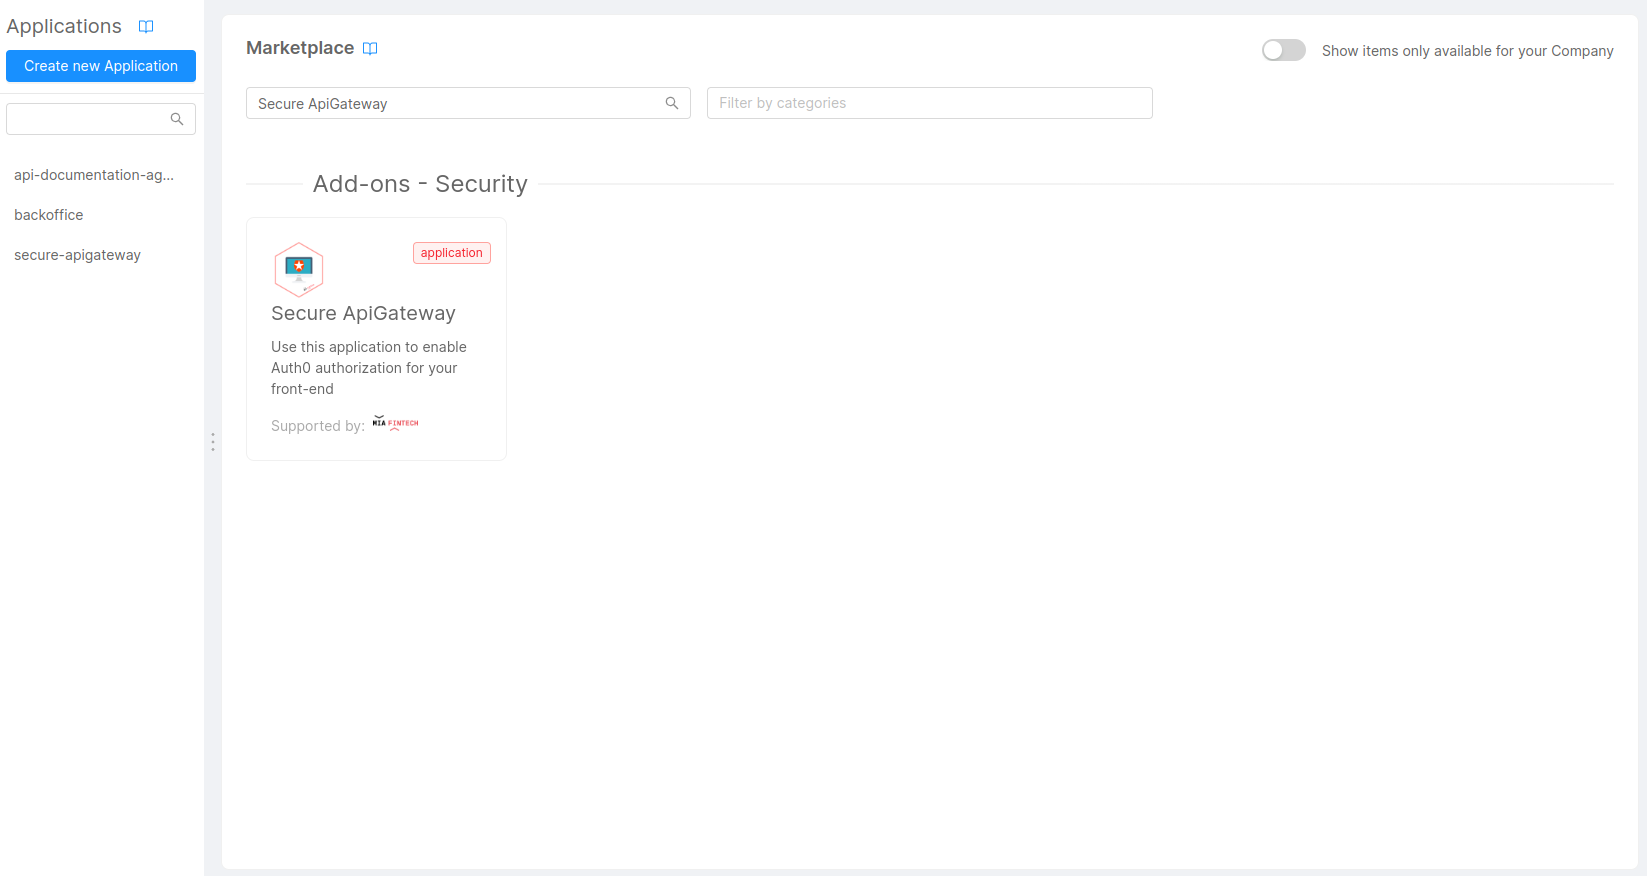 Applications
Create new Application
api-documentation-ag...
backoffice
secure-apigateway
Marketplace
Show items only available for your Company
Secure ApiGateway
Filter by categories
Add-ons - Security
application
Secure ApiGateway
Use this application to enable
Auth0 authorization for your
front-end
Supported by: MIA FINTECH